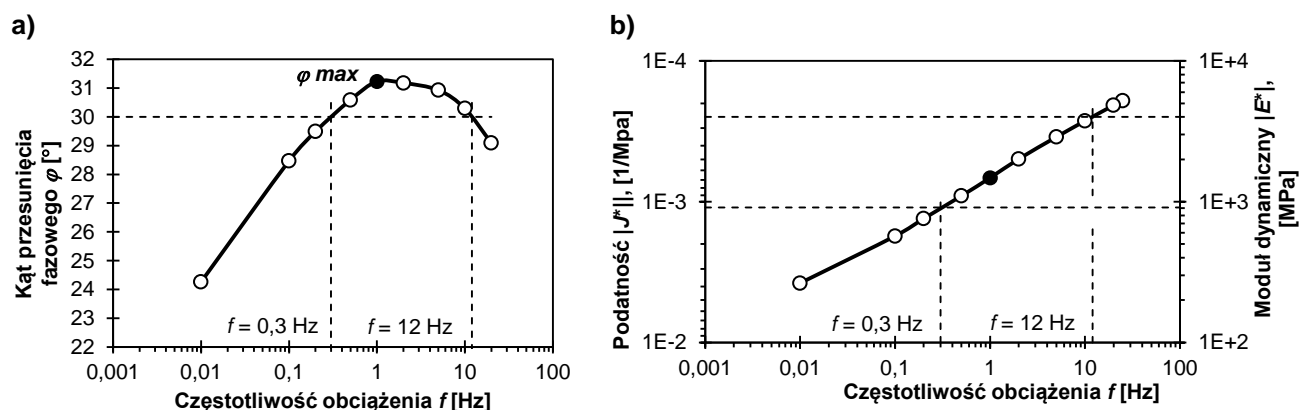 a)
Kąt przesunięcia
fazowego φ [°]
32
31
30
29
28
27
26
25
24
23
22
φ max
f = 0,3 Hz
f = 12 Hz
0,001
0,01
0,1
1
10
100
Częstotliwość obciążenia f [Hz]
b)
Podatność |J*||, [1/Mpa]
1E-4
1E-3
1E-2
f = 0,3 Hz
f = 12 Hz
0,001
0,01
0,1
1
10
100
Częstotliwość obciążenia f [Hz]
1E+4
1E+3
1E+2
Moduł dynamiczny |E*|,
[MPa]